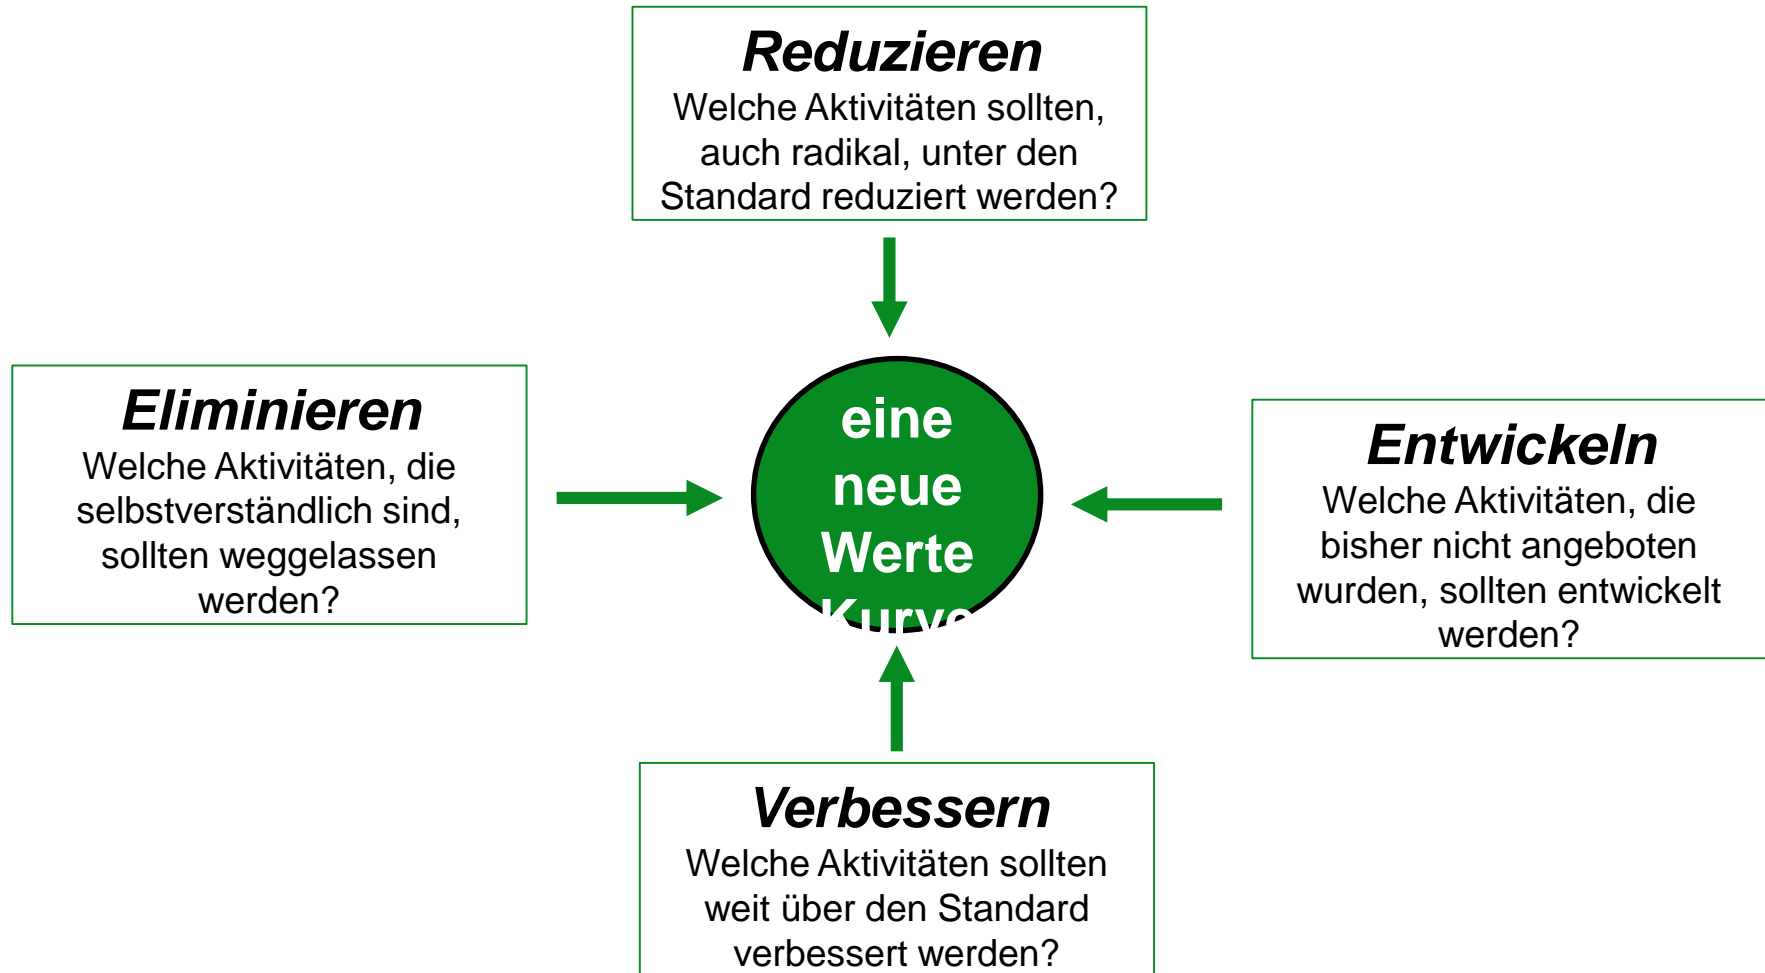 Reduzieren
Welche Aktivitäten sollten,
auch radikal, unter den
Standard reduziert werden?
Eliminieren
Welche Aktivitäten, die
selbstverständlich sind,
sollten weggelassen
werden?
eine
neue
Werte
Kurve
Entwickeln
Welche Aktivitäten, die
bisher nicht angeboten
wurden, sollten entwickelt
werden?
Verbessern
Welche Aktivitäten sollten
weit über den Standard
verbessert werden?